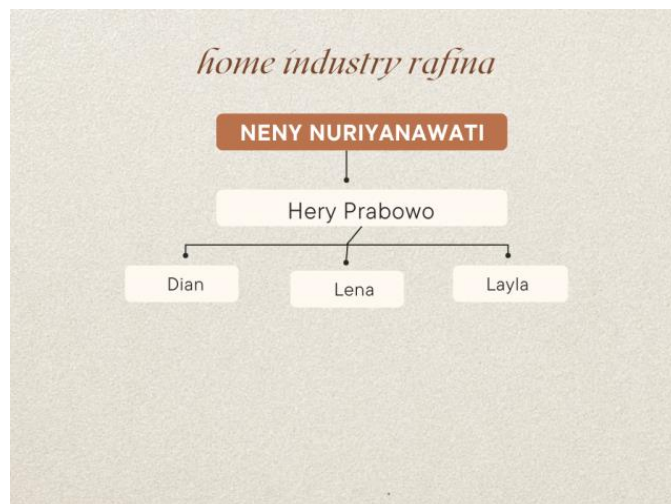 home industry rafina
NENY NURIYANAWATI
Hery Prabowo
Dian
Lena
Layla